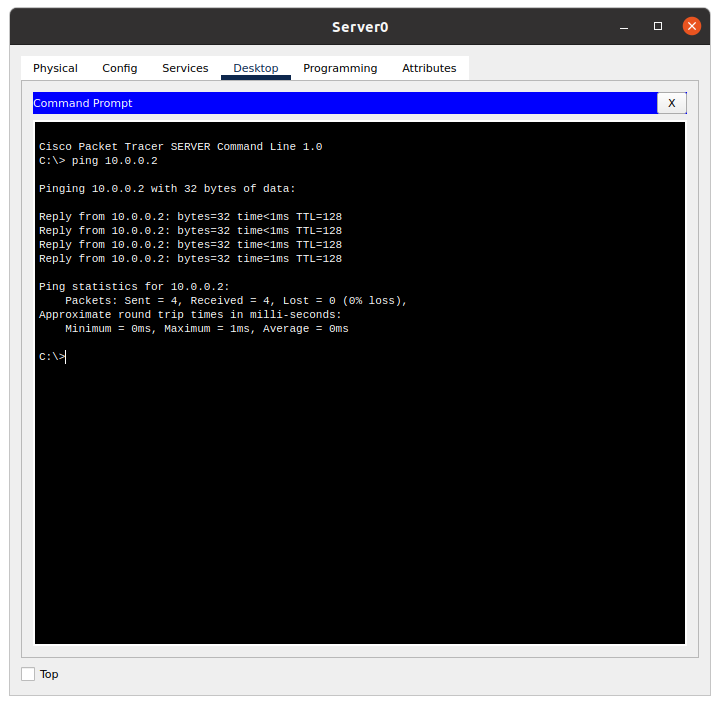 Server0
Physical Config Services Desktop Programming Attributes
Command Prompt X
Cisco Packet Tracer SERVER Command Line 1.0
C:\> ping 10.0.0.2
Pinging 10.0.0.2 with 32 bytes of data:
Reply from 10.0.0.2: bytes=32 time<1ms TTL=128
Reply from 10.0.0.2: bytes=32 time<1ms TTL=128
Reply from 10.0.0.2: bytes=32 time<1ms TTL=128
Reply from 10.0.0.2: bytes=32 time=1ms TTL=128
Ping statistics for 10.0.0.2:
    Packets: Sent = 4, Received = 4, Lost = 0 (0% loss),
Approximate round trip times in milli-seconds:
    Minimum = 0ms, Maximum = 1ms, Average = 0ms
C:\>
Top